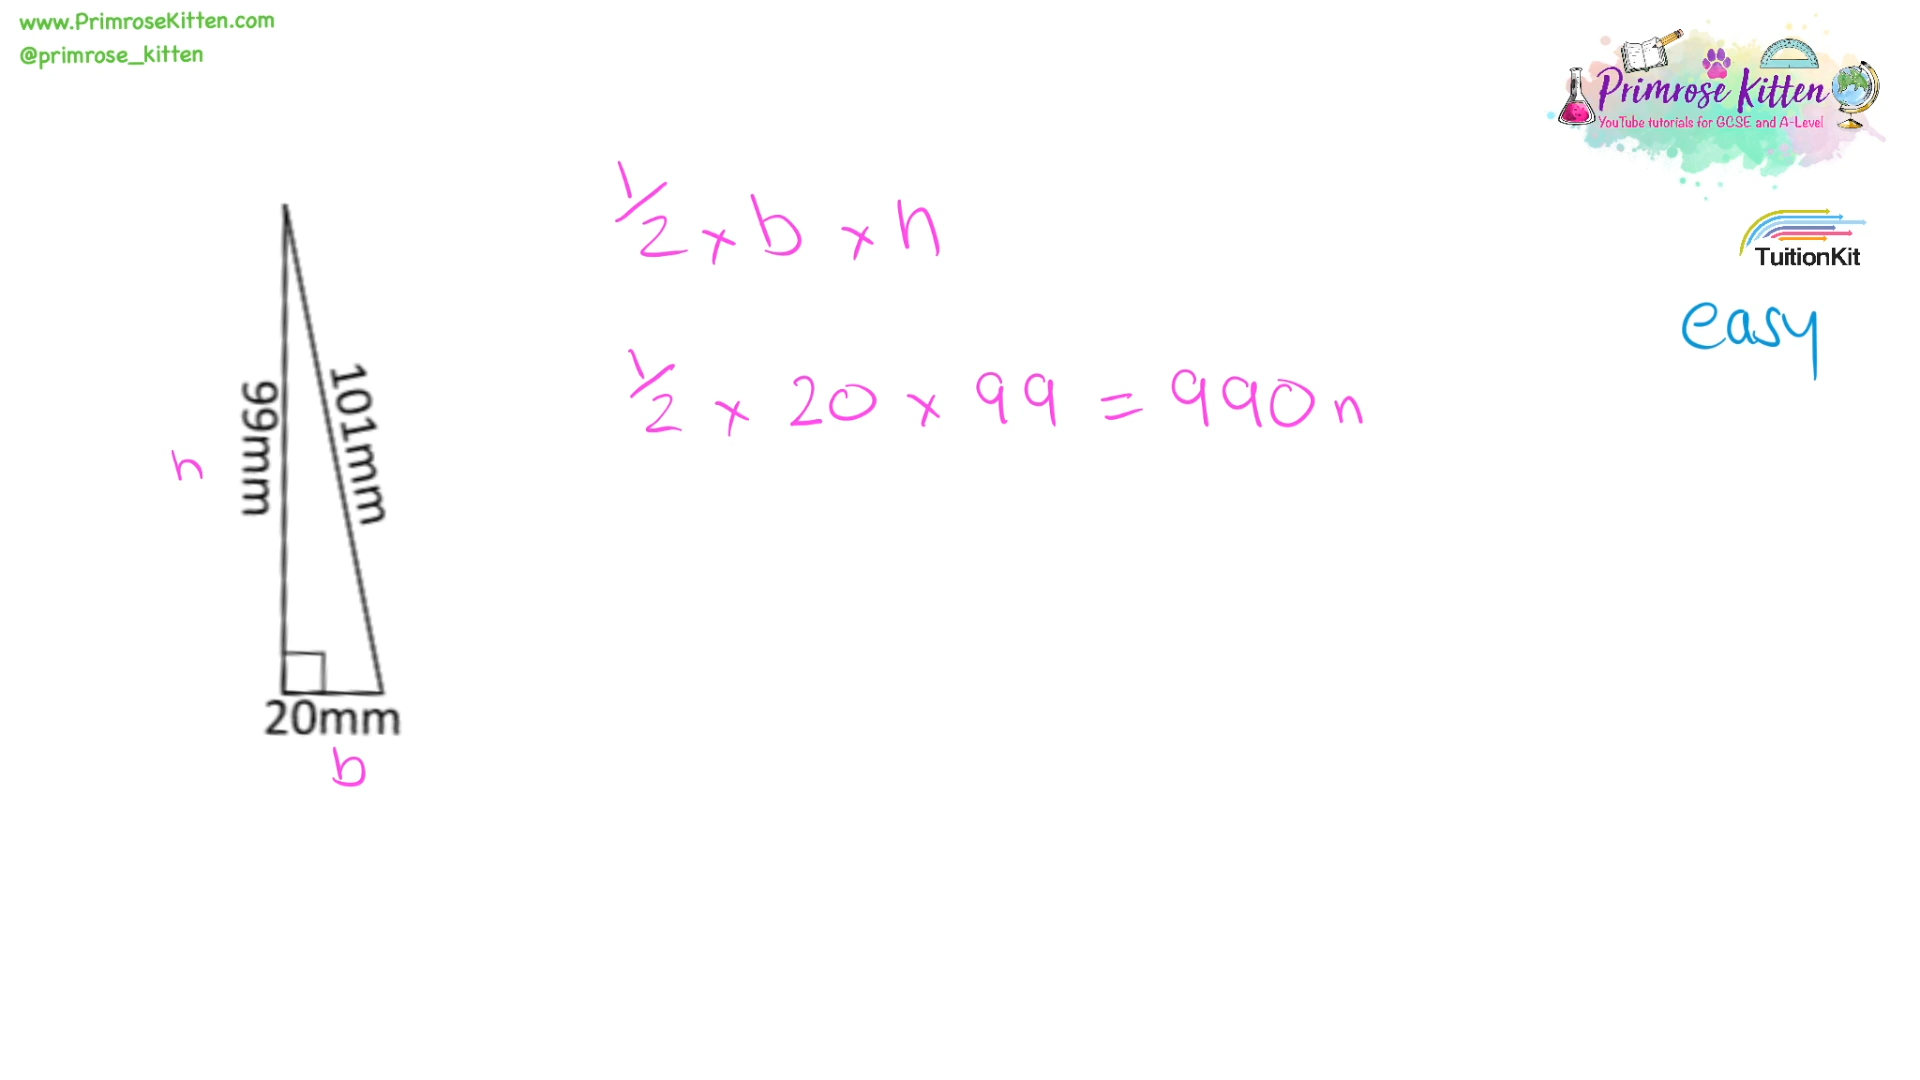 www.PrimroseKitten.com
@primrose_kitten
Primrose Kitten
YouTube tutorials for GCSE and A-Level
TuitionKit
easy
½ × b × h
½ × 20 × 99 = 990 n
h
99mm
101mm
20mm
b